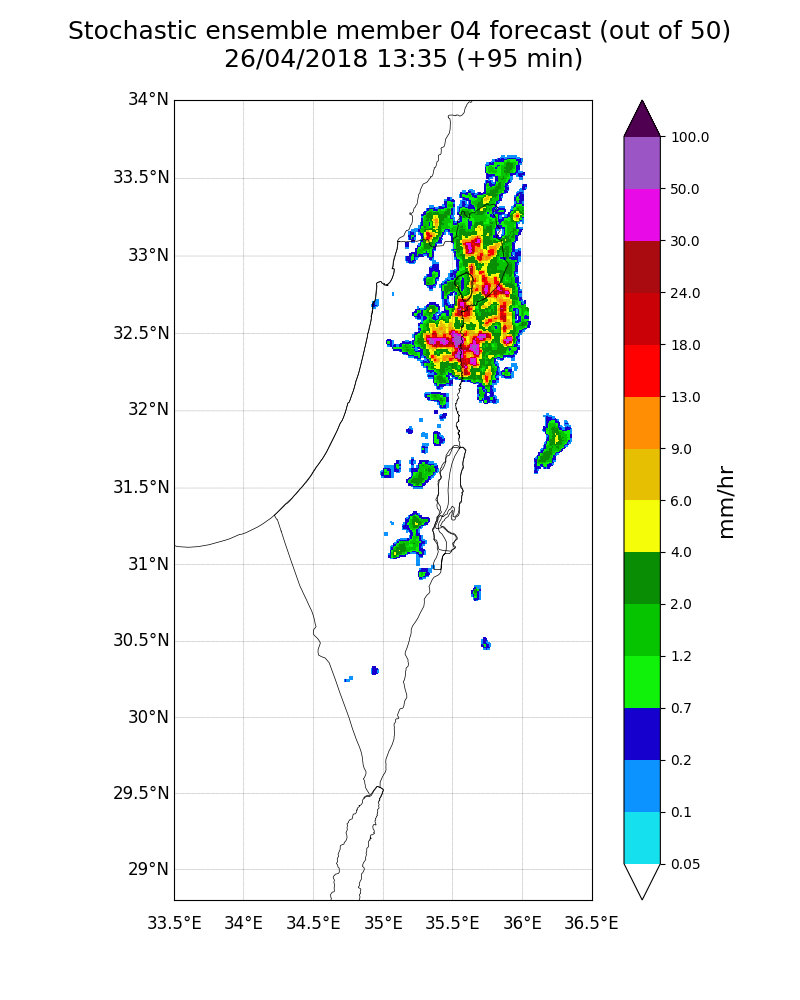 Stochastic ensemble member 04 forecast (out of 50)
26/04/2018 13:35 (+95 min)
34°N
33.5°N
33°N
32.5°N
32°N
31.5°N
31°N
30.5°N
30°N
29.5°N
29°N
33.5°E
34°E
34.5°E
35°E
35.5°E
36°E
36.5°E
100.0
50.0
30.0
24.0
18.0
13.0
9.0
6.0
4.0
2.0
1.2
0.7
0.2
0.1
0.05
mm/hr